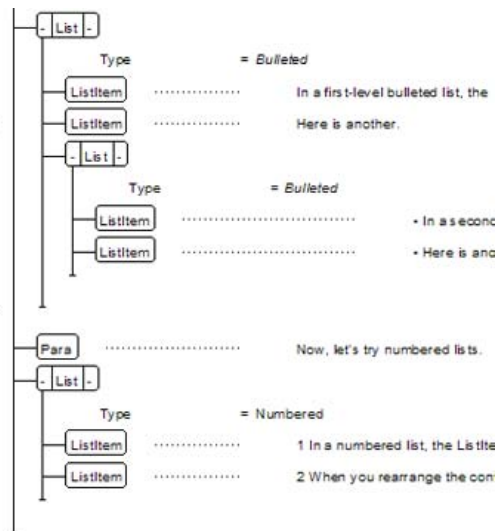 - List -
Type = Bulleted
ListItem In a first-level bulleted list, the
ListItem Here is another.
- List -
Type = Bulleted
ListItem • In a second
ListItem • Here is ano
Para Now, let's try numbered lists.
- List -
Type = Numbered
ListItem 1 In a numbered list, the ListIte
ListItem 2 When you rearrange the con